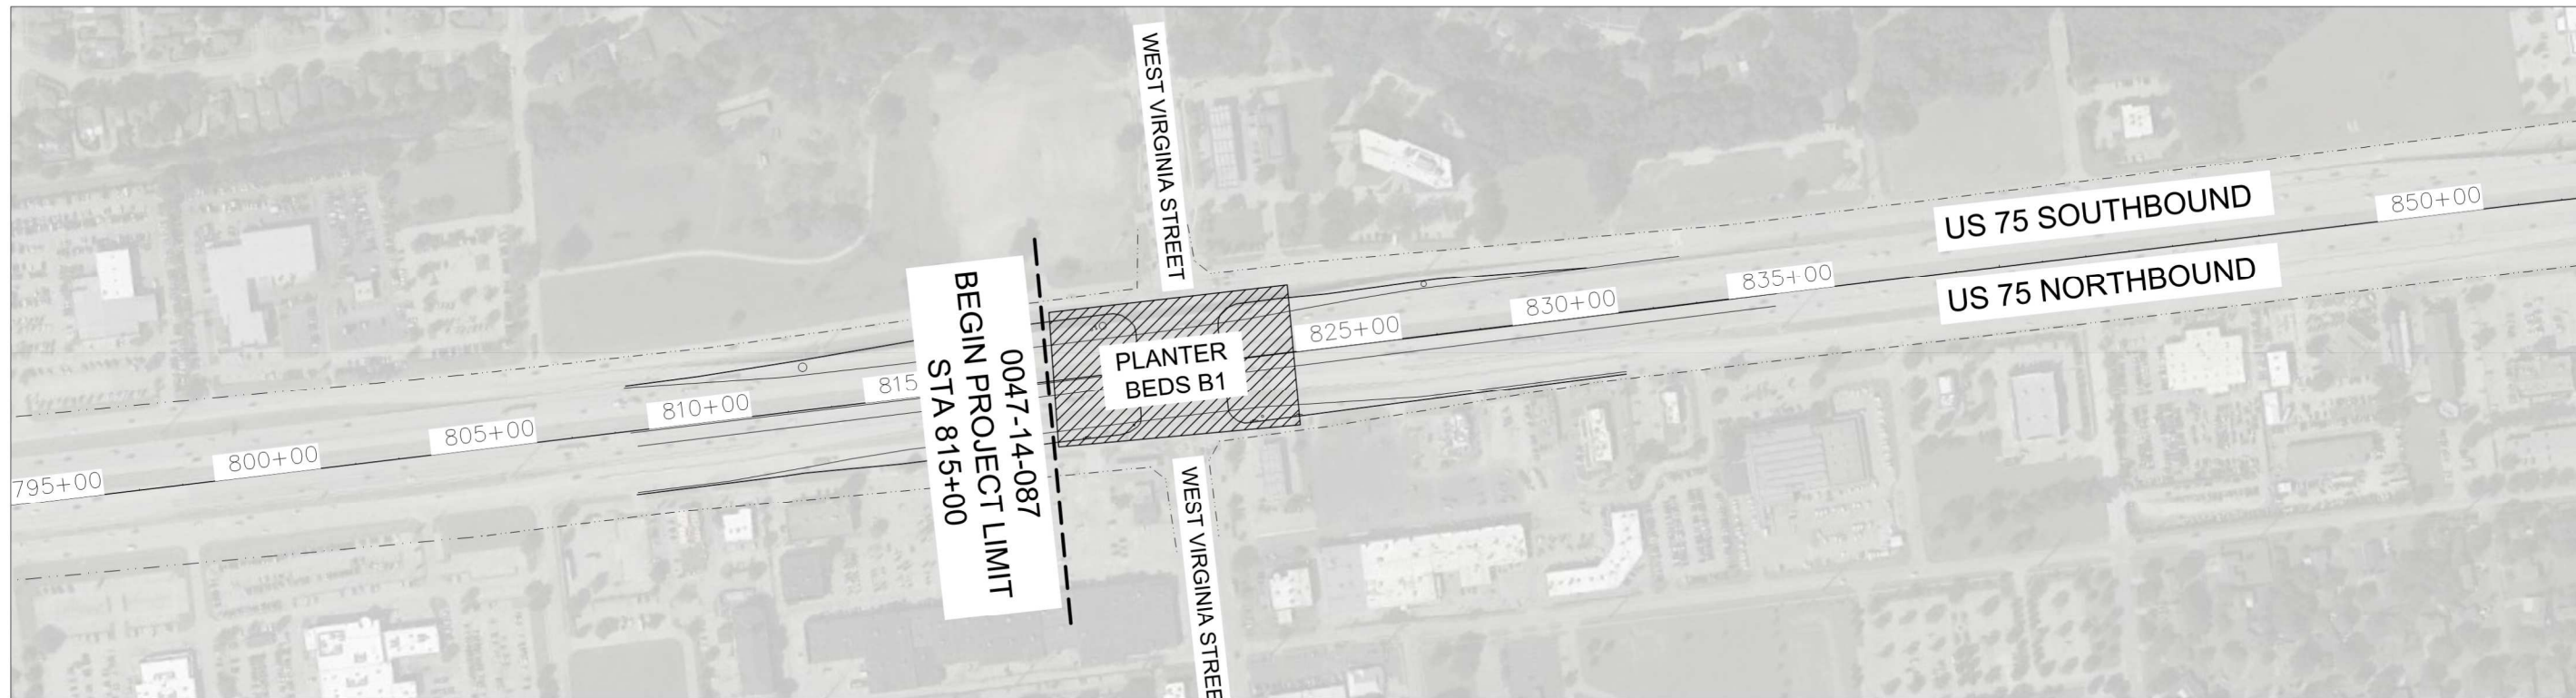 WEST VIRGINIA STREET
US 75 SOUTHBOUND
US 75 NORTHBOUND
850+00
835+00
830+00
825+00
PLANTER
BEDS B1
0047-14-087
BEGIN PROJECT LIMIT
STA 815+00
815
810+00
805+00
800+00
795+00
WEST VIRGINIA STREE